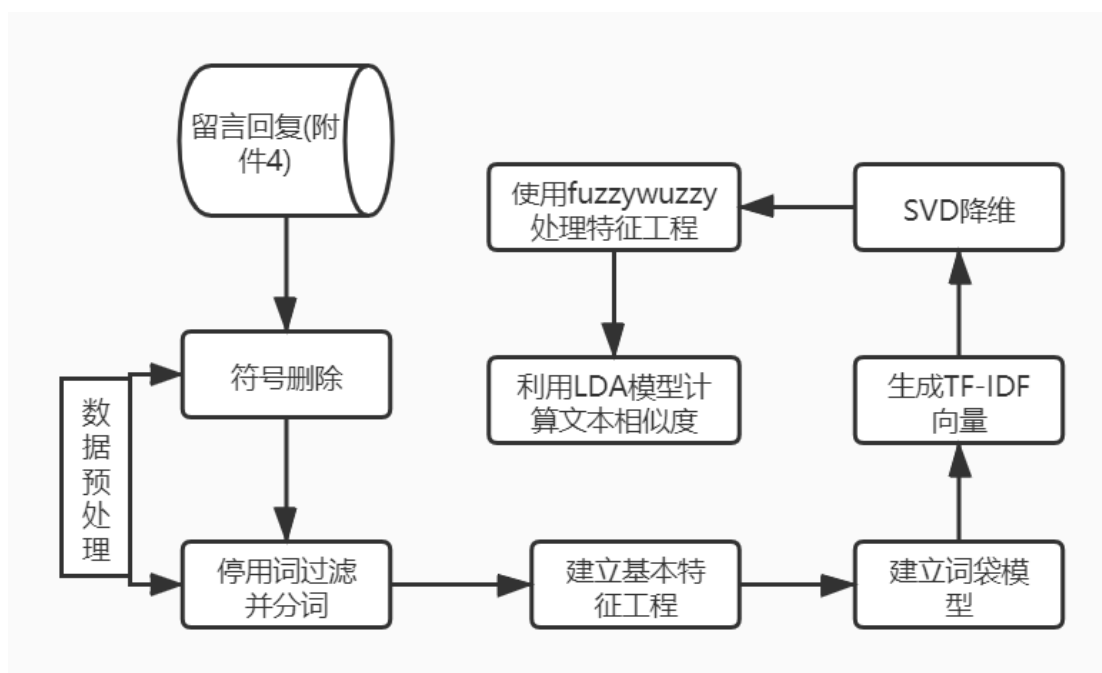 留言回复(附
件4)
符号删除
数
据
预
处
理
停用词过滤
并分词
建立基本特
征工程
建立词袋模
型
生成TF-IDF
向量
SVD降维
使用fuzzywuzzy
处理特征工程
利用LDA模型计
算文本相似度